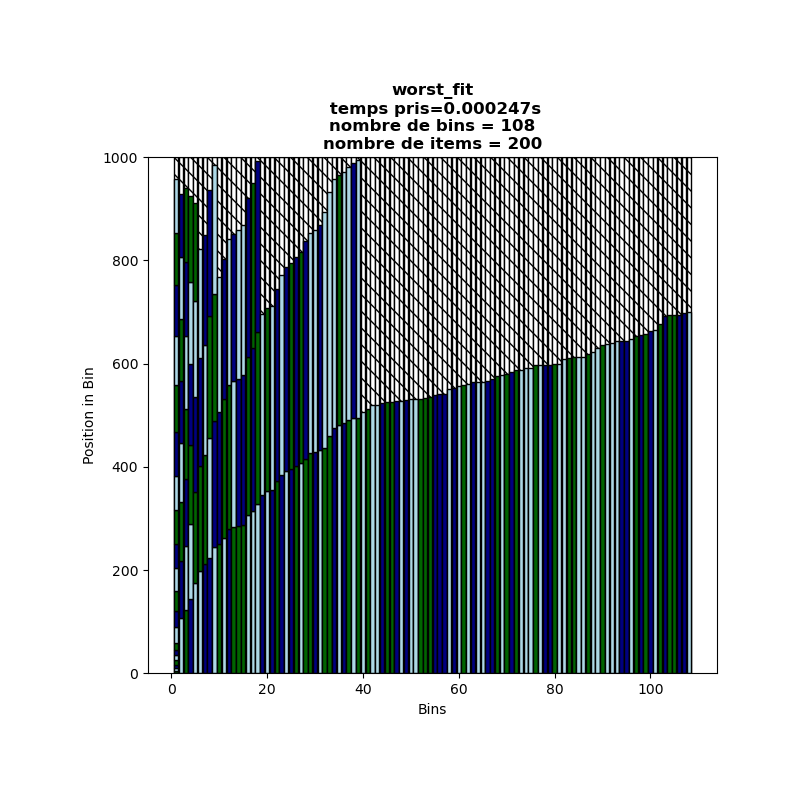 worst_fit
temps pris=0.000247s
nombre de bins = 108
nombre de items = 200
1000
800
600
400
200
0
Position in Bin
0 20 40 60 80 100
Bins